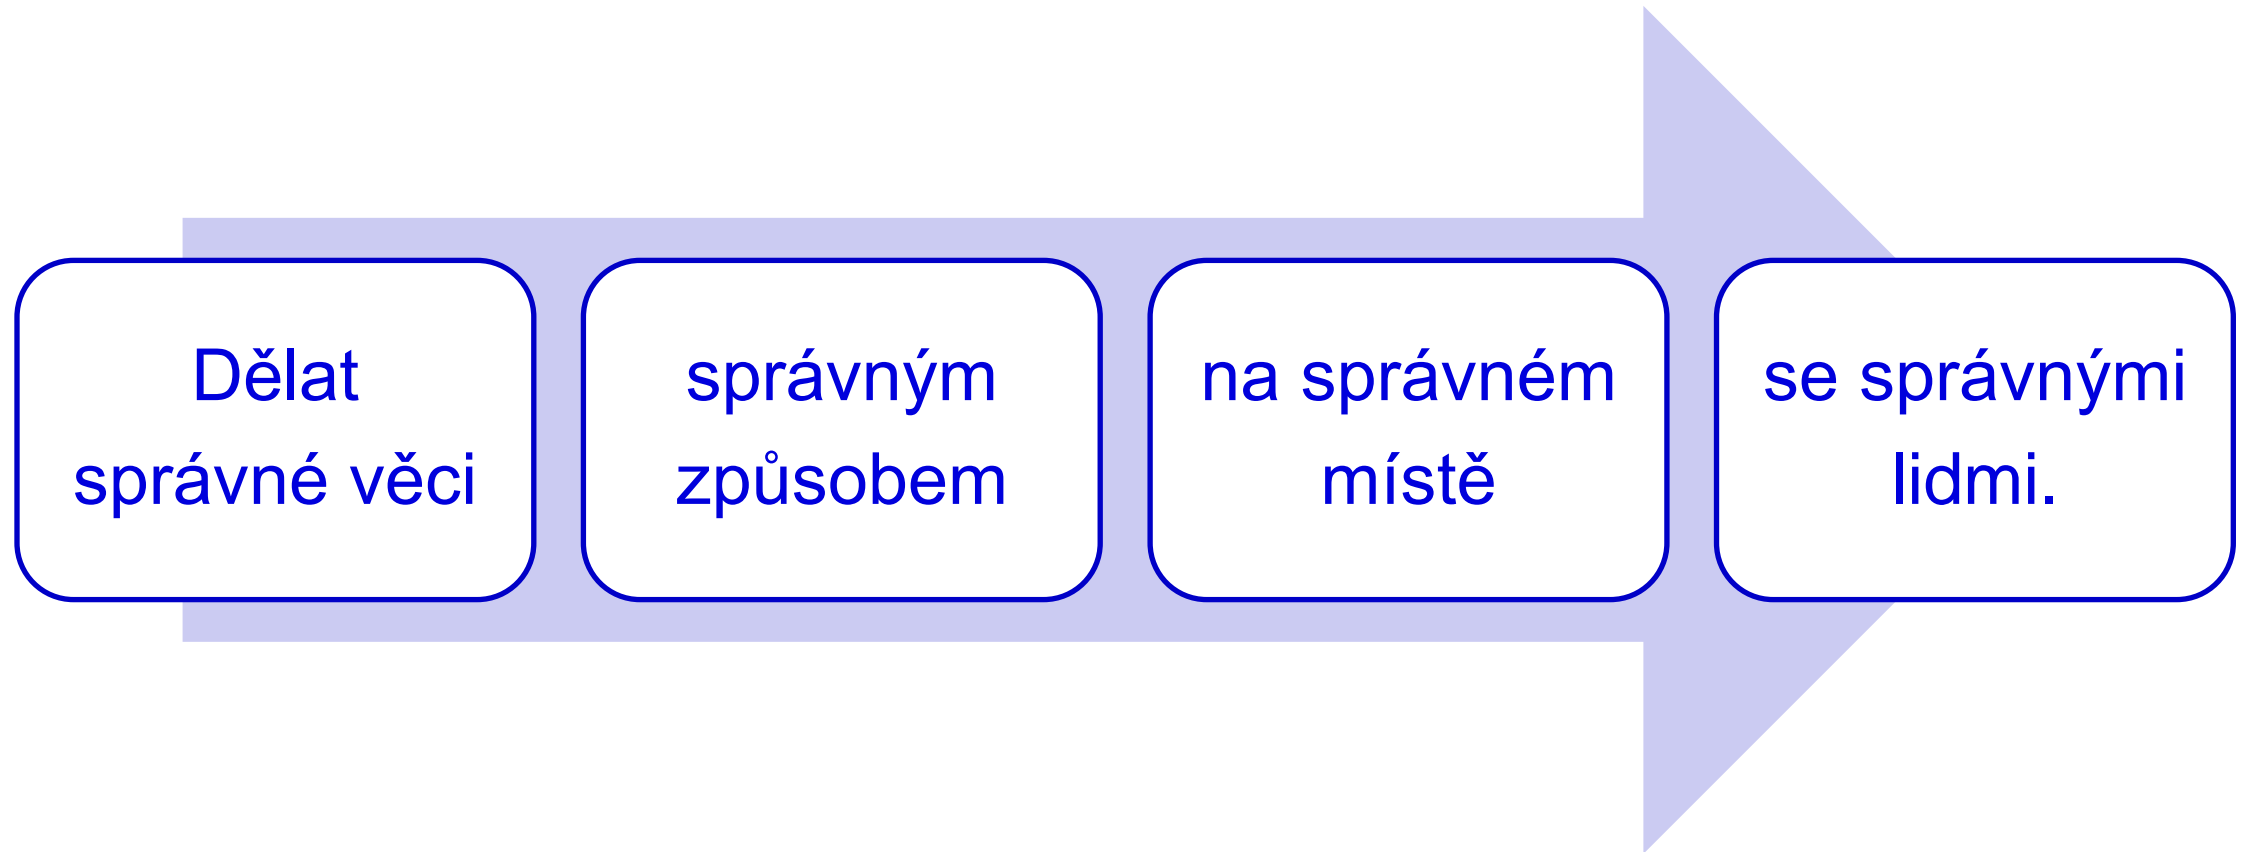 Dělat
správné věci
správným
způsobem
na správném
místě
se správnými
lidmi.